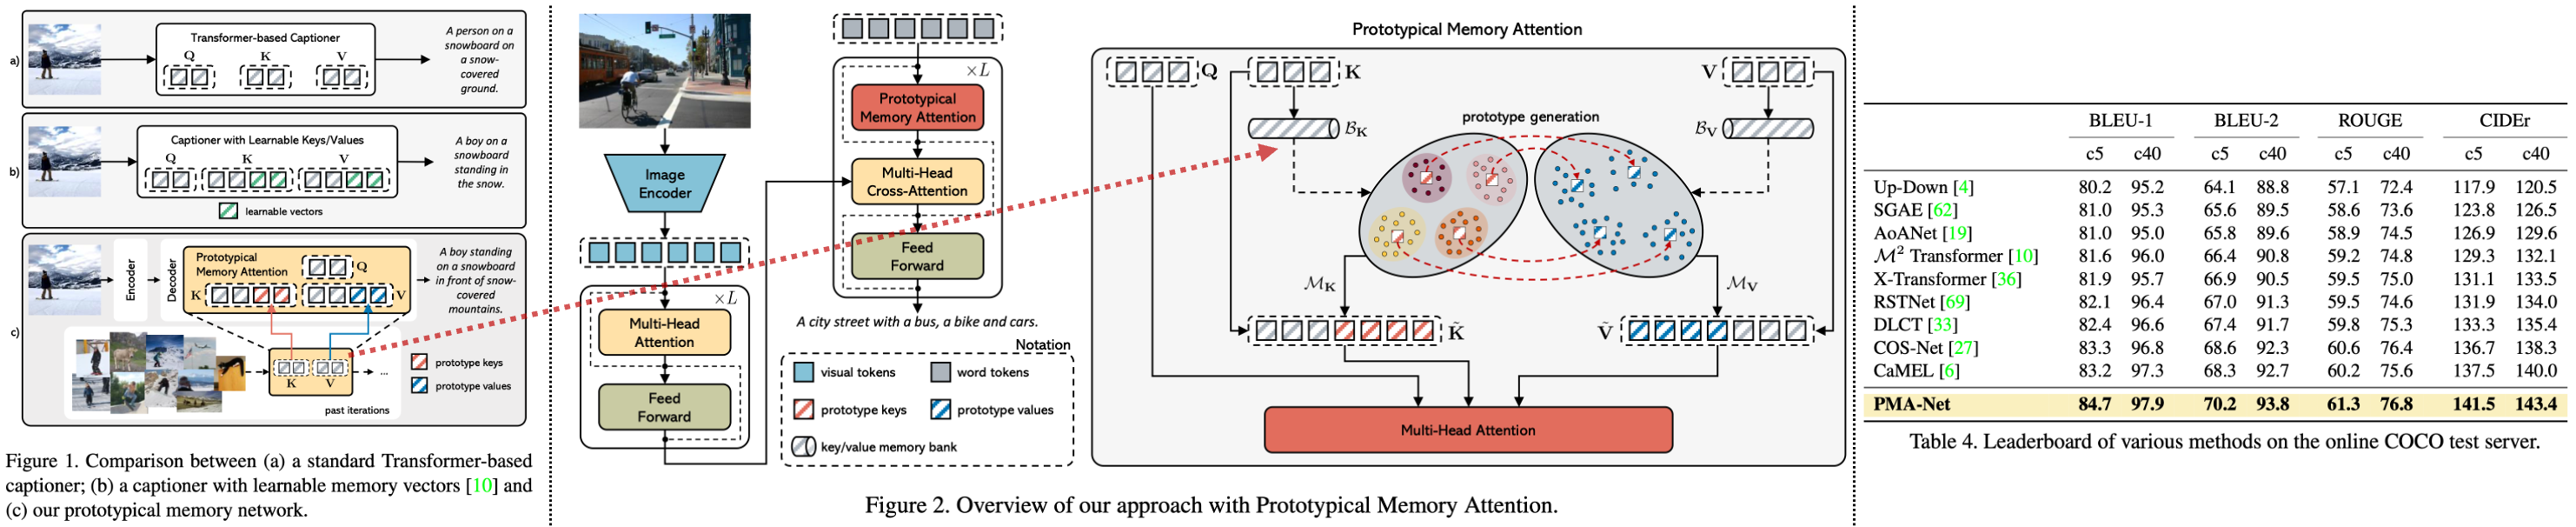 a)
Transformer-based Captioner
Q K V
A person on a
snowboard on
a snow-
covered
ground.
b)
Captioner with Learnable Keys/Values
Q K V
learnable vectors
A boy on a
snowboard
standing in
the snow.
c)
Encoder
Decoder
Prototypical
Memory Attention
Q
K
V
A boy standing
on a snowboard
in front of snow-
covered
mountains.
K V
...
past iterations
prototype keys
prototype values
Figure 1. Comparison between (a) a standard Transformer-based
captioner; (b) a captioner with learnable memory vectors [10] and
(c) our prototypical memory network.
Image
Encoder
×L
Multi-Head
Attention
Feed
Forward
×L
Prototypical
Memory Attention
Multi-Head
Cross-Attention
Feed
Forward
A city street with a bus, a bike and cars.
Notation
visual tokens
word tokens
prototype keys
prototype values
key/value memory bank
Prototypical Memory Attention
Q K V
B_K B_V
prototype generation
M_K M_V
K̃ Ṽ
Multi-Head Attention
Figure 2. Overview of our approach with Prototypical Memory Attention.
BLEU-1 BLEU-2 ROUGE CIDEr
c5 c40 c5 c40 c5 c40 c5 c40
Up-Down [4] 80.2 95.2 64.1 88.8 57.1 72.4 117.9 120.5
SGAE [62] 81.0 95.3 65.6 89.5 58.6 73.6 123.8 126.5
AoANet [19] 81.0 95.0 65.8 89.6 58.9 74.5 126.9 129.6
M² Transformer [10] 81.6 96.0 66.4 90.8 59.2 74.8 129.3 132.1
X-Transformer [36] 81.9 95.7 66.9 90.5 59.5 75.0 131.1 133.5
RSTNet [69] 82.1 96.4 67.0 91.3 59.5 74.6 131.9 134.0
DLCT [33] 82.4 96.6 67.4 91.7 59.8 75.3 133.3 135.4
COS-Net [27] 83.3 96.8 68.6 92.3 60.6 76.4 136.7 138.3
CaMEL [6] 83.2 97.3 68.3 92.7 60.2 75.6 137.5 140.0
PMA-Net 84.7 97.9 70.2 93.8 61.3 76.8 141.5 143.4
Table 4. Leaderboard of various methods on the online COCO test server.